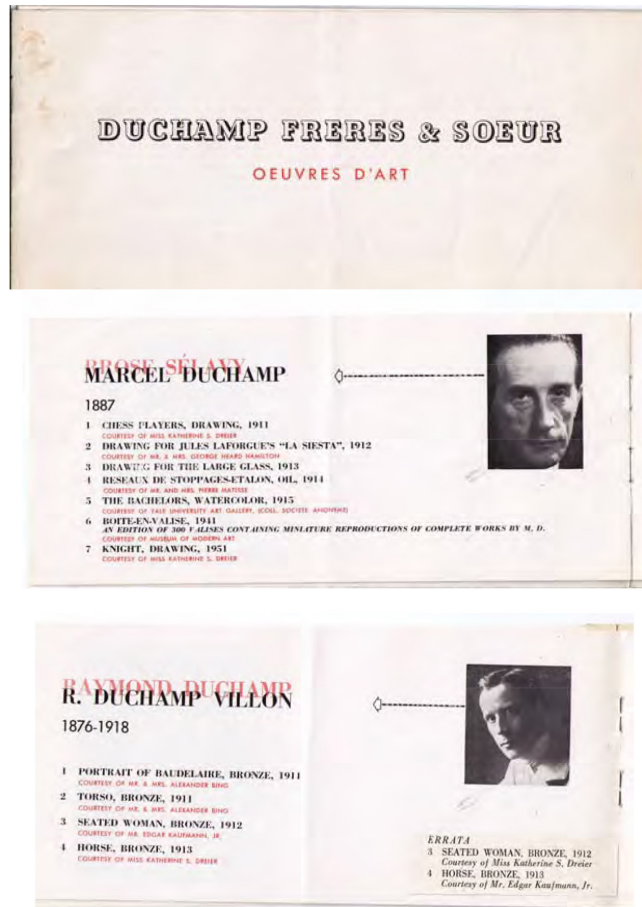 DUCHAMP FRERES & SOEUR
OEUVRES D'ART
RROSE SÉLAVY
MARCEL DUCHAMP
1887
1 CHESS PLAYERS, DRAWING, 1911
COURTESY OF MISS KATHERINE S. DREIER
2 DRAWING FOR JULES LAFORGUE'S "LA SIESTA", 1912
COURTESY OF MR. & MRS. GEORGE HEARD HAMILTON
3 DRAWING FOR THE LARGE GLASS, 1913
4 RESEAUX DE STOPPAGES-ETALON, OIL, 1914
COURTESY OF MR. AND MRS. PIERRE MATISSE
5 THE BACHELORS, WATERCOLOR, 1915
COURTESY OF YALE UNIVERSITY ART GALLERY, (COLL. SOCIETE ANONYME)
6 BOITE-EN-VALISE, 1941
AN EDITION OF 300 VALISES CONTAINING MINIATURE REPRODUCTIONS OF COMPLETE WORKS BY M. D.
COURTESY OF MUSEUM OF MODERN ART
7 KNIGHT, DRAWING, 1951
COURTESY OF MISS KATHERINE S. DREIER
RAYMOND DUCHAMP
R. DUCHAMP VILLON
1876-1918
1 PORTRAIT OF BAUDELAIRE, BRONZE, 1911
COURTESY OF MR. & MRS. ALEXANDER BING
2 TORSO, BRONZE, 1911
COURTESY OF MR. & MRS. ALEXANDER BING
3 SEATED WOMAN, BRONZE, 1912
COURTESY OF MR. EDGAR KAUFMANN, JR.
4 HORSE, BRONZE, 1913
COURTESY OF MISS KATHERINE S. DREIER
ERRATA
3 SEATED WOMAN, BRONZE, 1912
Courtesy of Miss Katherine S. Dreier
4 HORSE, BRONZE, 1913
Courtesy of Mr. Edgar Kaufmann, Jr.